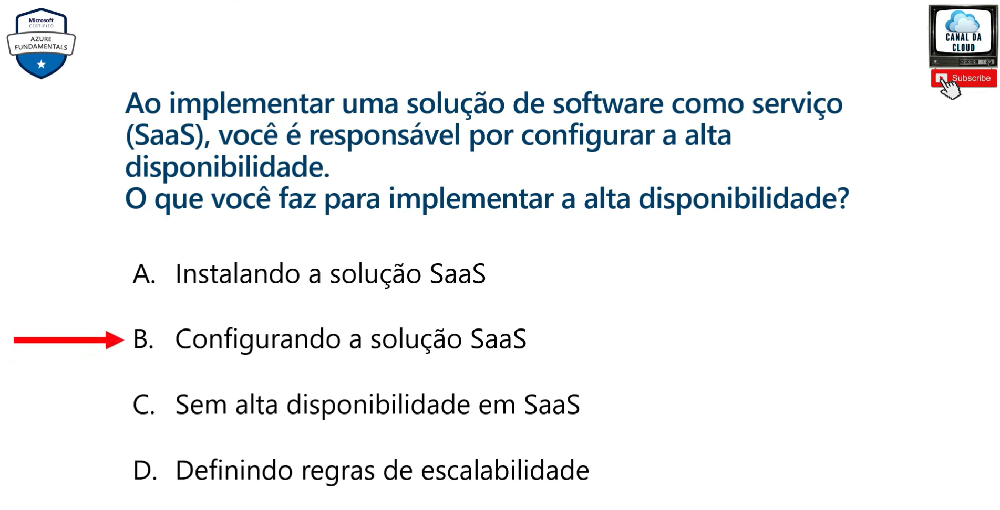 Microsoft
CERTIFIED
AZURE
FUNDAMENTALS
CANAL DA
CLOUD
Subscribe
Ao implementar uma solução de software como serviço
(SaaS), você é responsável por configurar a alta
disponibilidade.
O que você faz para implementar a alta disponibilidade?
A. Instalando a solução SaaS
B. Configurando a solução SaaS
C. Sem alta disponibilidade em SaaS
D. Definindo regras de escalabilidade